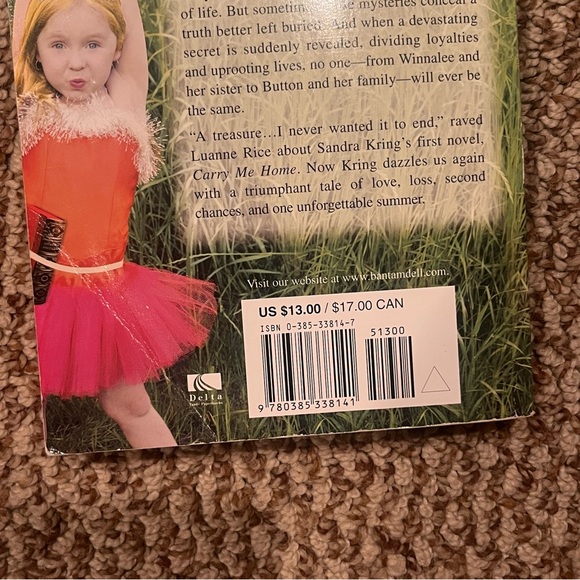 of life. But sometim mysteries conceal a
truth better left buried. And when a devastating
secret is suddenly revealed, dividing loyalties
and uprooting lives, no one—from Winnalee and
her sister to Button and her family—will ever be
the same.
“A treasure…I never wanted it to end,” raved
Luanne Rice about Sandra Kring’s first novel,
Carry Me Home. Now Kring dazzles us again
with a triumphant tale of love, loss, second
chances, and one unforgettable summer.
Visit our website at www.bantamdell.com.
US $13.00 / $17.00 CAN
ISBN 0-385-33814-7
51300
9 780385 338141
Delta
Trade Paperbacks